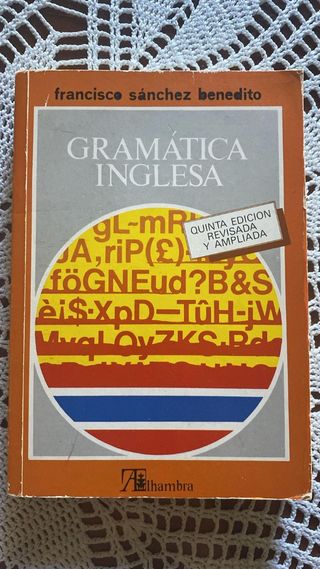 francisco sánchez benedito
GRAMÁTICA
INGLESA
QUINTA EDICION
REVISADA
Y AMPLIADA
gL-mR
JA,riP(£)
föGNEud?B&S
èi$·XpD—TûH-jW
Alhambra